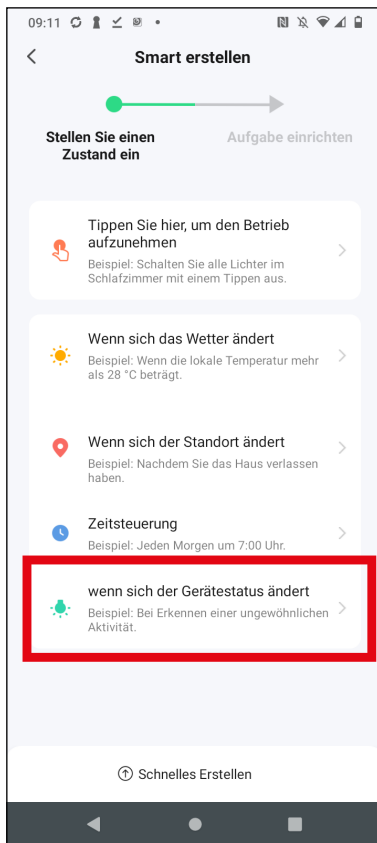 09:11
Smart erstellen
Stellen Sie einen Zustand ein
Aufgabe einrichten
Tippen Sie hier, um den Betrieb
aufzunehmen
Beispiel: Schalten Sie alle Lichter im
Schlafzimmer mit einem Tippen aus.
Wenn sich das Wetter ändert
Beispiel: Wenn die lokale Temperatur mehr
als 28 °C beträgt.
Wenn sich der Standort ändert
Beispiel: Nachdem Sie das Haus verlassen
haben.
Zeitsteuerung
Beispiel: Jeden Morgen um 7:00 Uhr.
wenn sich der Gerätestatus ändert
Beispiel: Bei Erkennen einer ungewöhnlichen
Aktivität.
Schnelles Erstellen